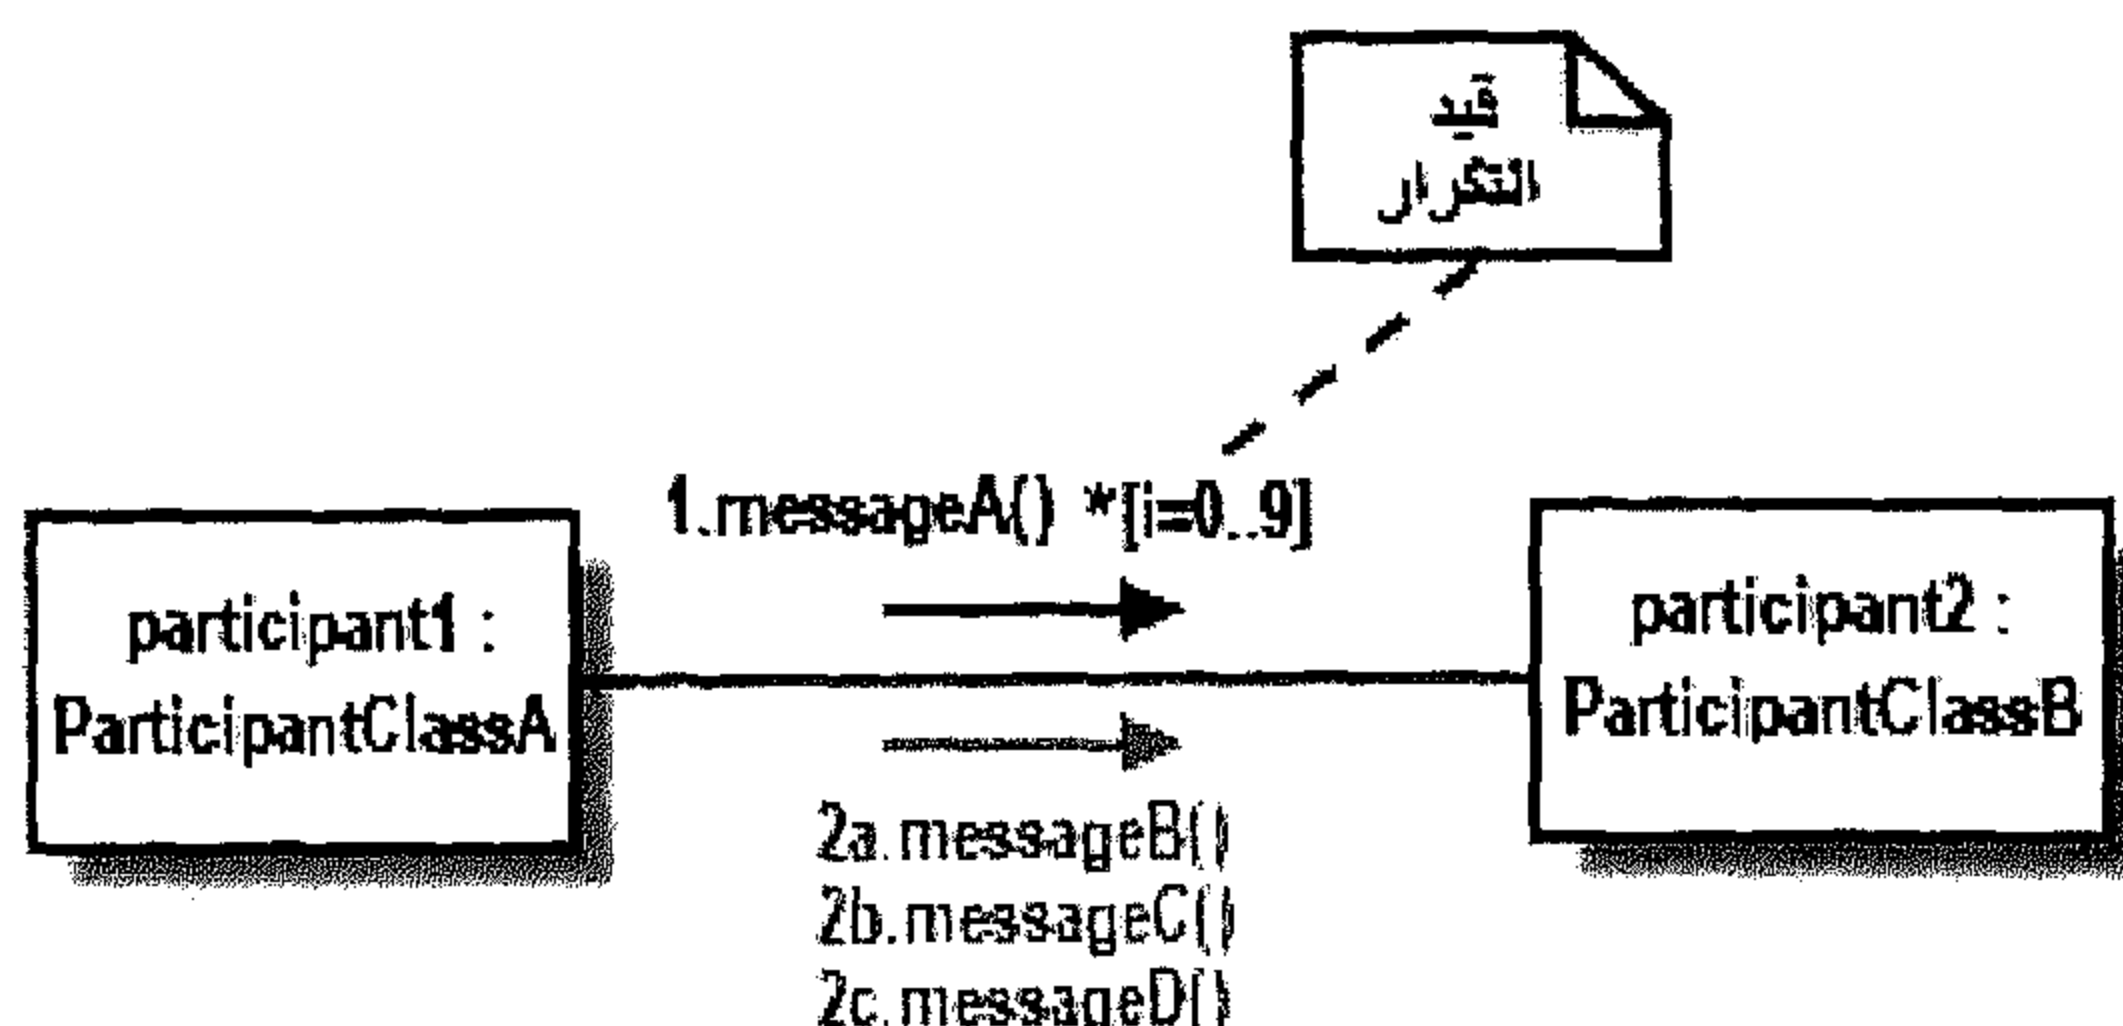 قيد
التكرار
1.messageA() *[i=0..9]
participant1 :
ParticipantClassA
participant2 :
ParticipantClassB
2a.messageB()
2b.messageC()
2c.messageD()